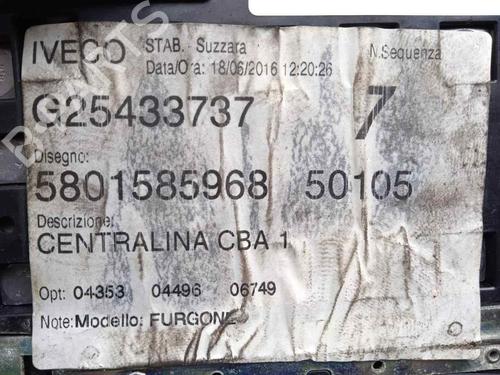 IVECO STAB. - Suzzara N.Sequenza
Data/Ora: 18/06/2016 12:20:26
G25433737 7
Disegno:
5801585968 50105
Descrizione:
CENTRALINA CBA 1
Opt: 04353 04496 06749
Note: Modello: FURGONE